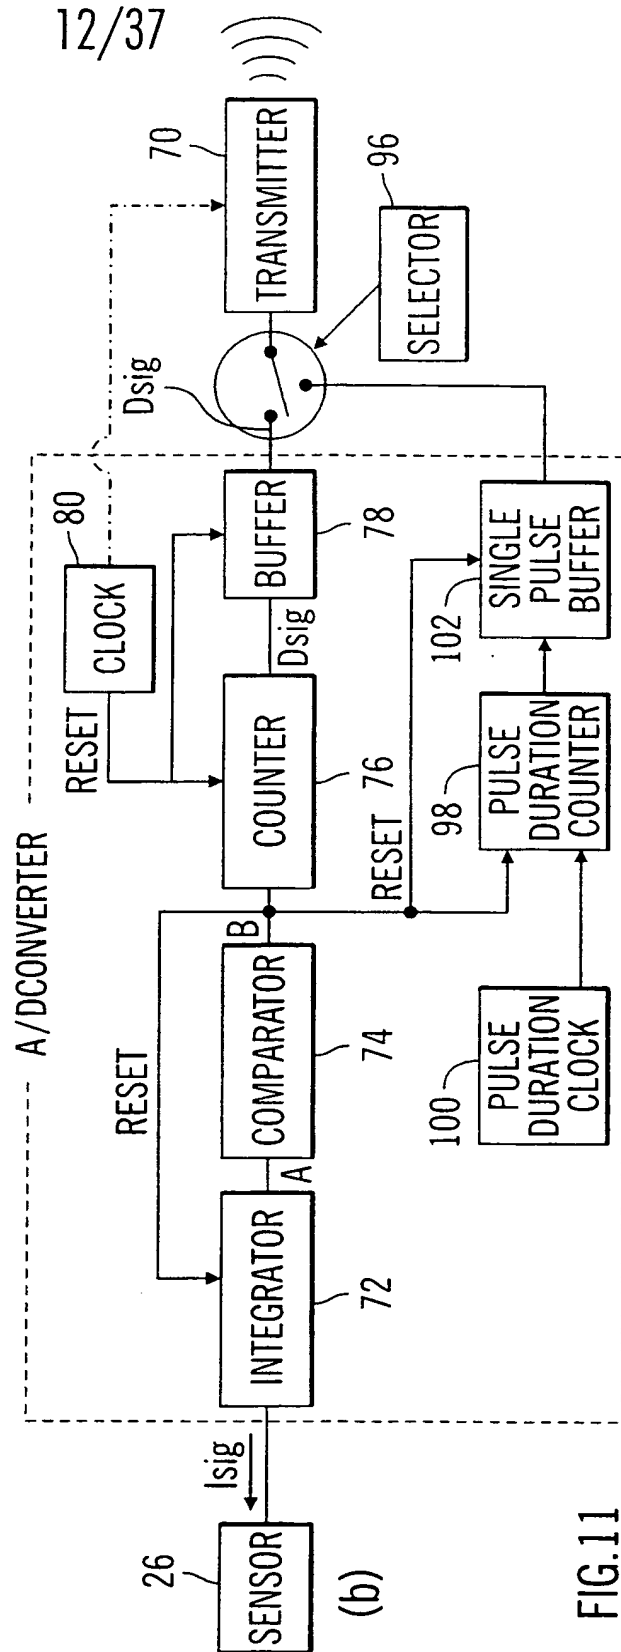 12/37
A/DCONVERTER
26
SENSOR
Isig
(b)
RESET
INTEGRATOR
72
A
COMPARATOR
74
B
RESET
CLOCK
80
COUNTER
76
Dsig
BUFFER
78
Dsig
TRANSMITTER
70
SELECTOR
96
RESET
100
PULSE
DURATION
CLOCK
98
PULSE
DURATION
COUNTER
102
SINGLE
PULSE
BUFFER
FIG.11